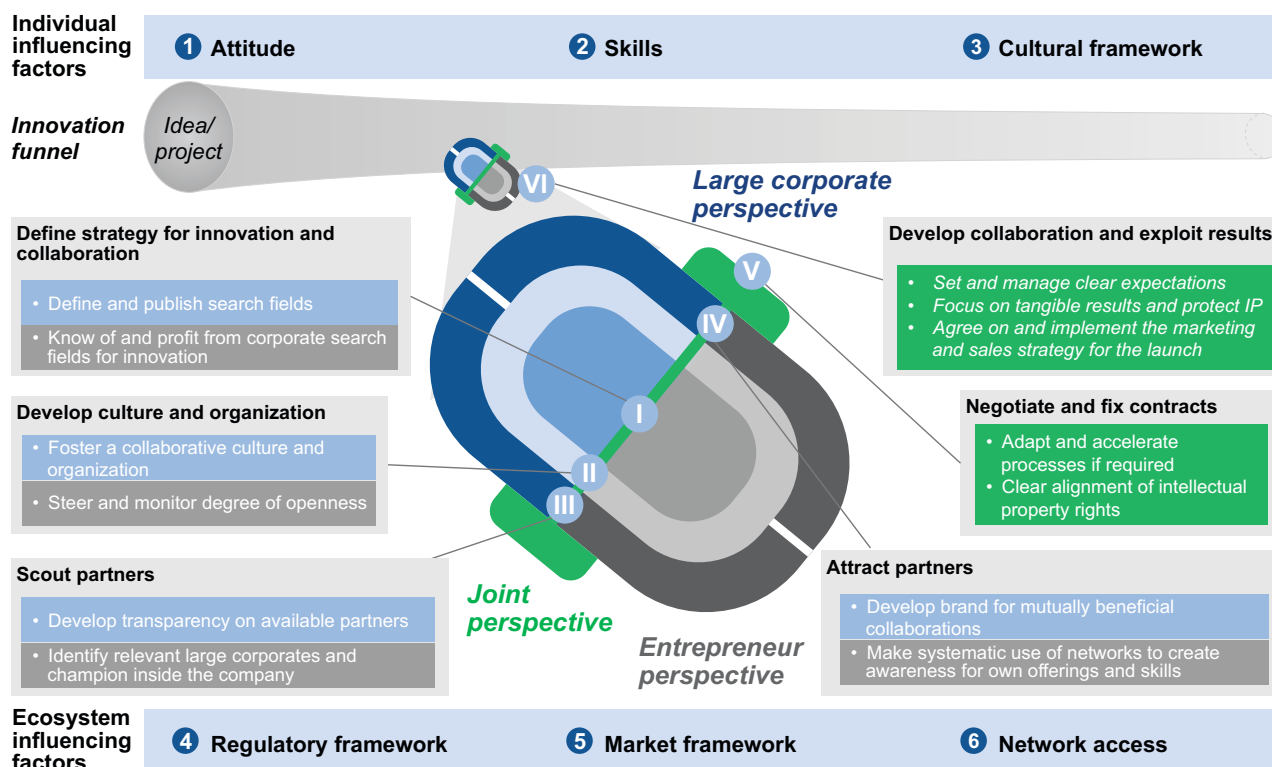 Individual
influencing
factors
1 Attitude
2 Skills
3 Cultural framework
Innovation
funnel
Idea/
project
VI
Large corporate
perspective
Define strategy for innovation and
collaboration
• Define and publish search fields
• Know of and profit from corporate search
fields for innovation
Develop collaboration and exploit results
• Set and manage clear expectations
• Focus on tangible results and protect IP
• Agree on and implement the marketing
and sales strategy for the launch
V
IV
I
II
III
Develop culture and organization
• Foster a collaborative culture and
organization
• Steer and monitor degree of openness
Negotiate and fix contracts
• Adapt and accelerate
processes if required
• Clear alignment of intellectual
property rights
Scout partners
• Develop transparency on available partners
• Identify relevant large corporates and
champion inside the company
Joint
perspective
Entrepreneur
perspective
Attract partners
• Develop brand for mutually beneficial
collaborations
• Make systematic use of networks to create
awareness for own offerings and skills
Ecosystem
influencing
factors
4 Regulatory framework
5 Market framework
6 Network access